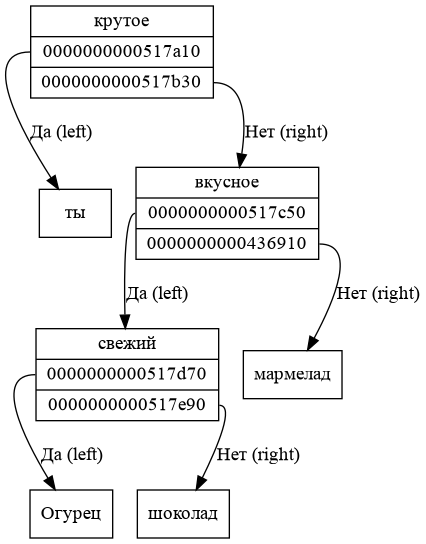 крутое
0000000000517a10
0000000000517b30
Да (left)
Нет (right)
ты
вкусное
0000000000517c50
0000000000436910
Да (left)
Нет (right)
свежий
0000000000517d70
0000000000517e90
мармелад
Да (left)
Нет (right)
Огурец
шоколад